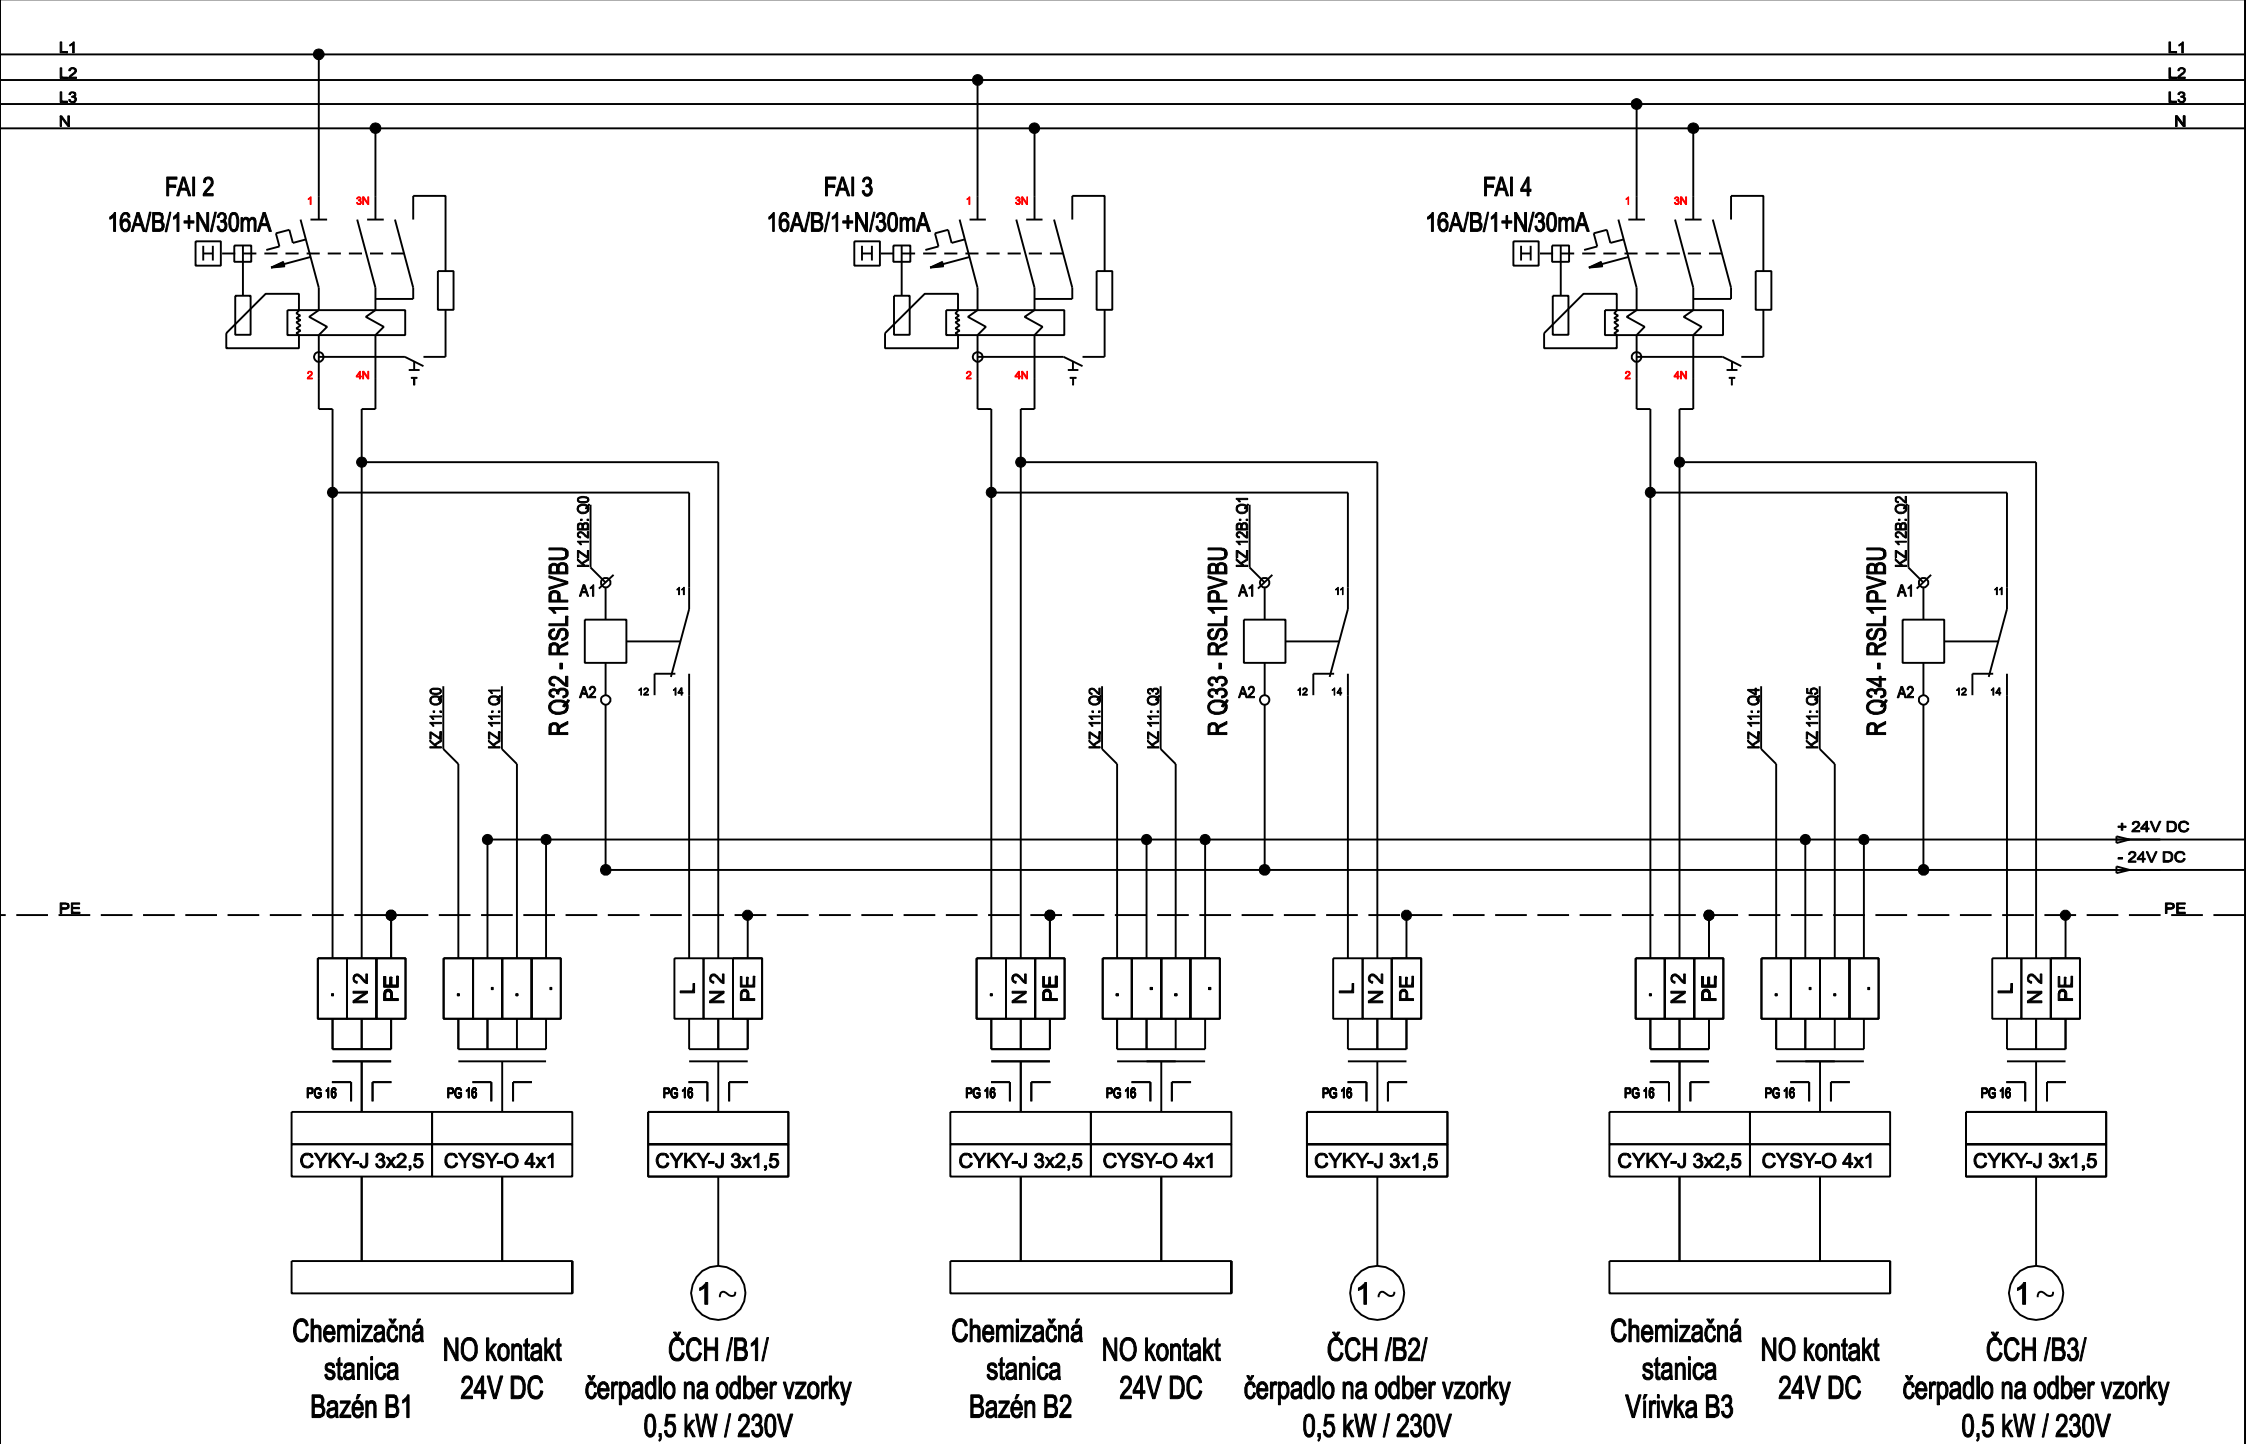 L1 L1
L2 L2
L3 L3
N N
FAI 2
16A/B/1+N/30mA
1 3N
H
2 4N
T
FAI 3
16A/B/1+N/30mA
1 3N
H
2 4N
T
FAI 4
16A/B/1+N/30mA
1 3N
H
2 4N
T
R Q32 - RSL1PVBU
KZ 12B: Q0
A1
A2
11
12 14
KZ 11: Q0
KZ 11: Q1
R Q33 - RSL1PVBU
KZ 12B: Q1
A1
A2
11
12 14
KZ 11: Q2
KZ 11: Q3
R Q34 - RSL1PVBU
KZ 12B: Q2
A1
A2
11
12 14
KZ 11: Q4
KZ 11: Q5
+ 24V DC
- 24V DC
PE PE
. N 2 PE
. . . .
L N 2 PE
. N 2 PE
. . . .
L N 2 PE
. N 2 PE
. . . .
L N 2 PE
PG 16 PG 16 PG 16 PG 16 PG 16 PG 16 PG 16 PG 16 PG 16
CYKY-J 3x2,5 CYSY-O 4x1 CYKY-J 3x1,5 CYKY-J 3x2,5 CYSY-O 4x1 CYKY-J 3x1,5 CYKY-J 3x2,5 CYSY-O 4x1 CYKY-J 3x1,5
1 ~ 1 ~ 1 ~
Chemizačná
stanica
Bazén B1
NO kontakt
24V DC
ČCH /B1/
čerpadlo na odber vzorky
0,5 kW / 230V
Chemizačná
stanica
Bazén B2
NO kontakt
24V DC
ČCH /B2/
čerpadlo na odber vzorky
0,5 kW / 230V
Chemizačná
stanica
Vírivka B3
NO kontakt
24V DC
ČCH /B3/
čerpadlo na odber vzorky
0,5 kW / 230V